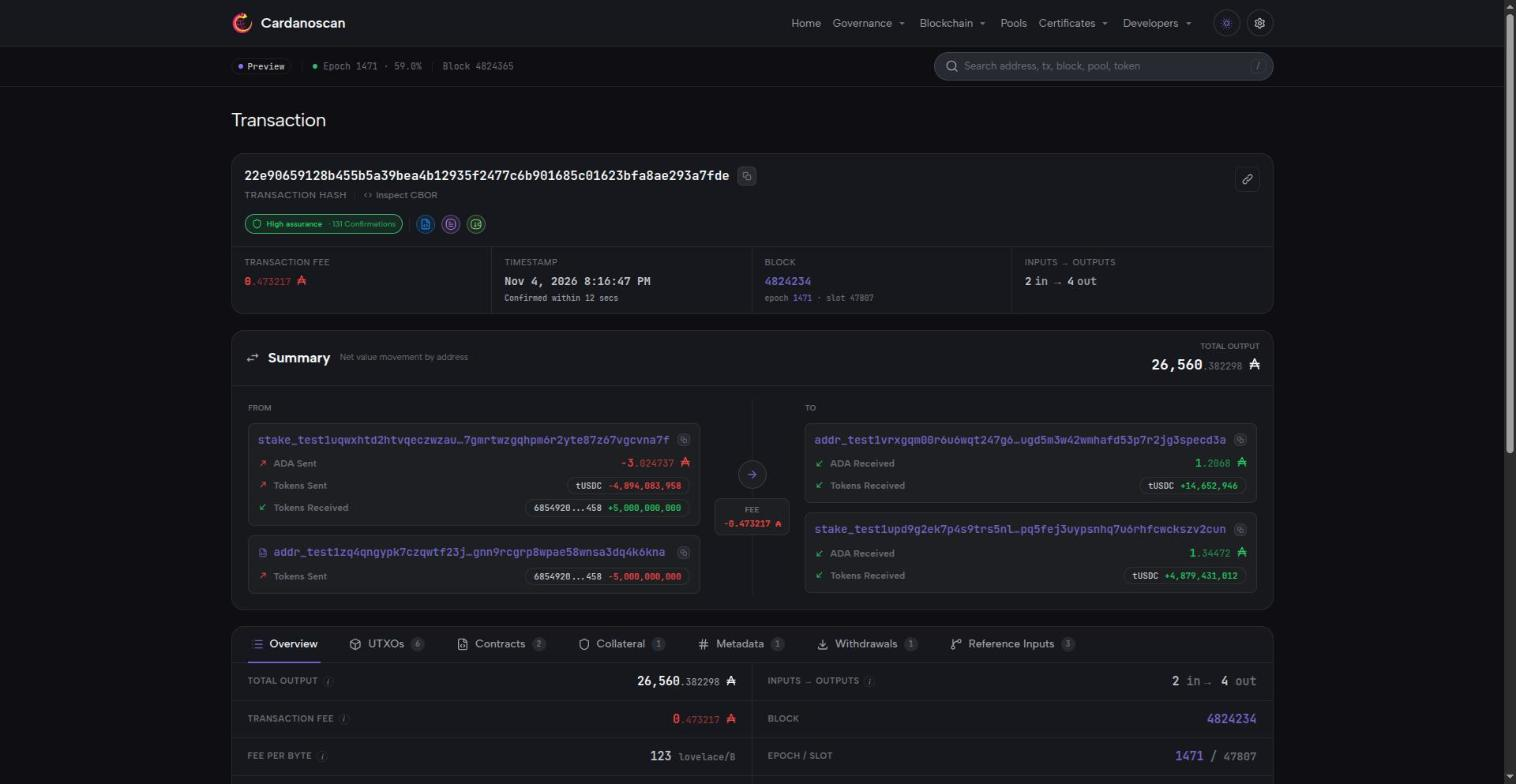 Cardanoscan
Home Governance Blockchain Pools Certificates Developers
Preview Epoch 1471 · 59.0% Block 4824365
Search address, tx, block, pool, token /
Transaction
22e90659128b455b5a39bea4b12935f2477c6b901685c01623bfa8ae293a7fde
TRANSACTION HASH <> Inspect CBOR
High assurance · 131 Confirmations
TRANSACTION FEE
0.473217 ₳
TIMESTAMP
Nov 4, 2026 8:16:47 PM
Confirmed within 12 secs
BLOCK
4824234
epoch 1471 · slot 47807
INPUTS → OUTPUTS
2 in → 4 out
Summary Net value movement by address
TOTAL OUTPUT
26,560.382298 ₳
FROM
stake_test1uqwxhtd2htvqeczwzau…7gmrtwzgqhpm6r2yte87z67vgcvna7f
ADA Sent -3.024737 ₳
Tokens Sent tUSDC -4,894,083,958
Tokens Received 6854920...458 +5,000,000,000
addr_test1zq4qngypk7czqwtf23j…gnn9rcgrp8wpae58wnsa3dq4k6kna
Tokens Sent 6854920...458 -5,000,000,000
FEE
-0.473217 ₳
TO
addr_test1vrxgqm00r6u6wqt247g6…ugd5m3w42wmhafd53p7r2jg3specd3a
ADA Received 1.2068 ₳
Tokens Received tUSDC +14,652,946
stake_test1upd9g2ek7p4s9trs5nl…pq5fej3uypsnhq7u6rhfcwckszv2cun
ADA Received 1.34472 ₳
Tokens Received tUSDC +4,879,431,012
Overview UTXOs 6 Contracts 2 Collateral 1 Metadata 1 Withdrawals 1 Reference Inputs 3
TOTAL OUTPUT i 26,560.382298 ₳
INPUTS → OUTPUTS i 2 in → 4 out
TRANSACTION FEE i 0.473217 ₳
BLOCK 4824234
FEE PER BYTE i 123 lovelace/B
EPOCH / SLOT 1471 / 47807